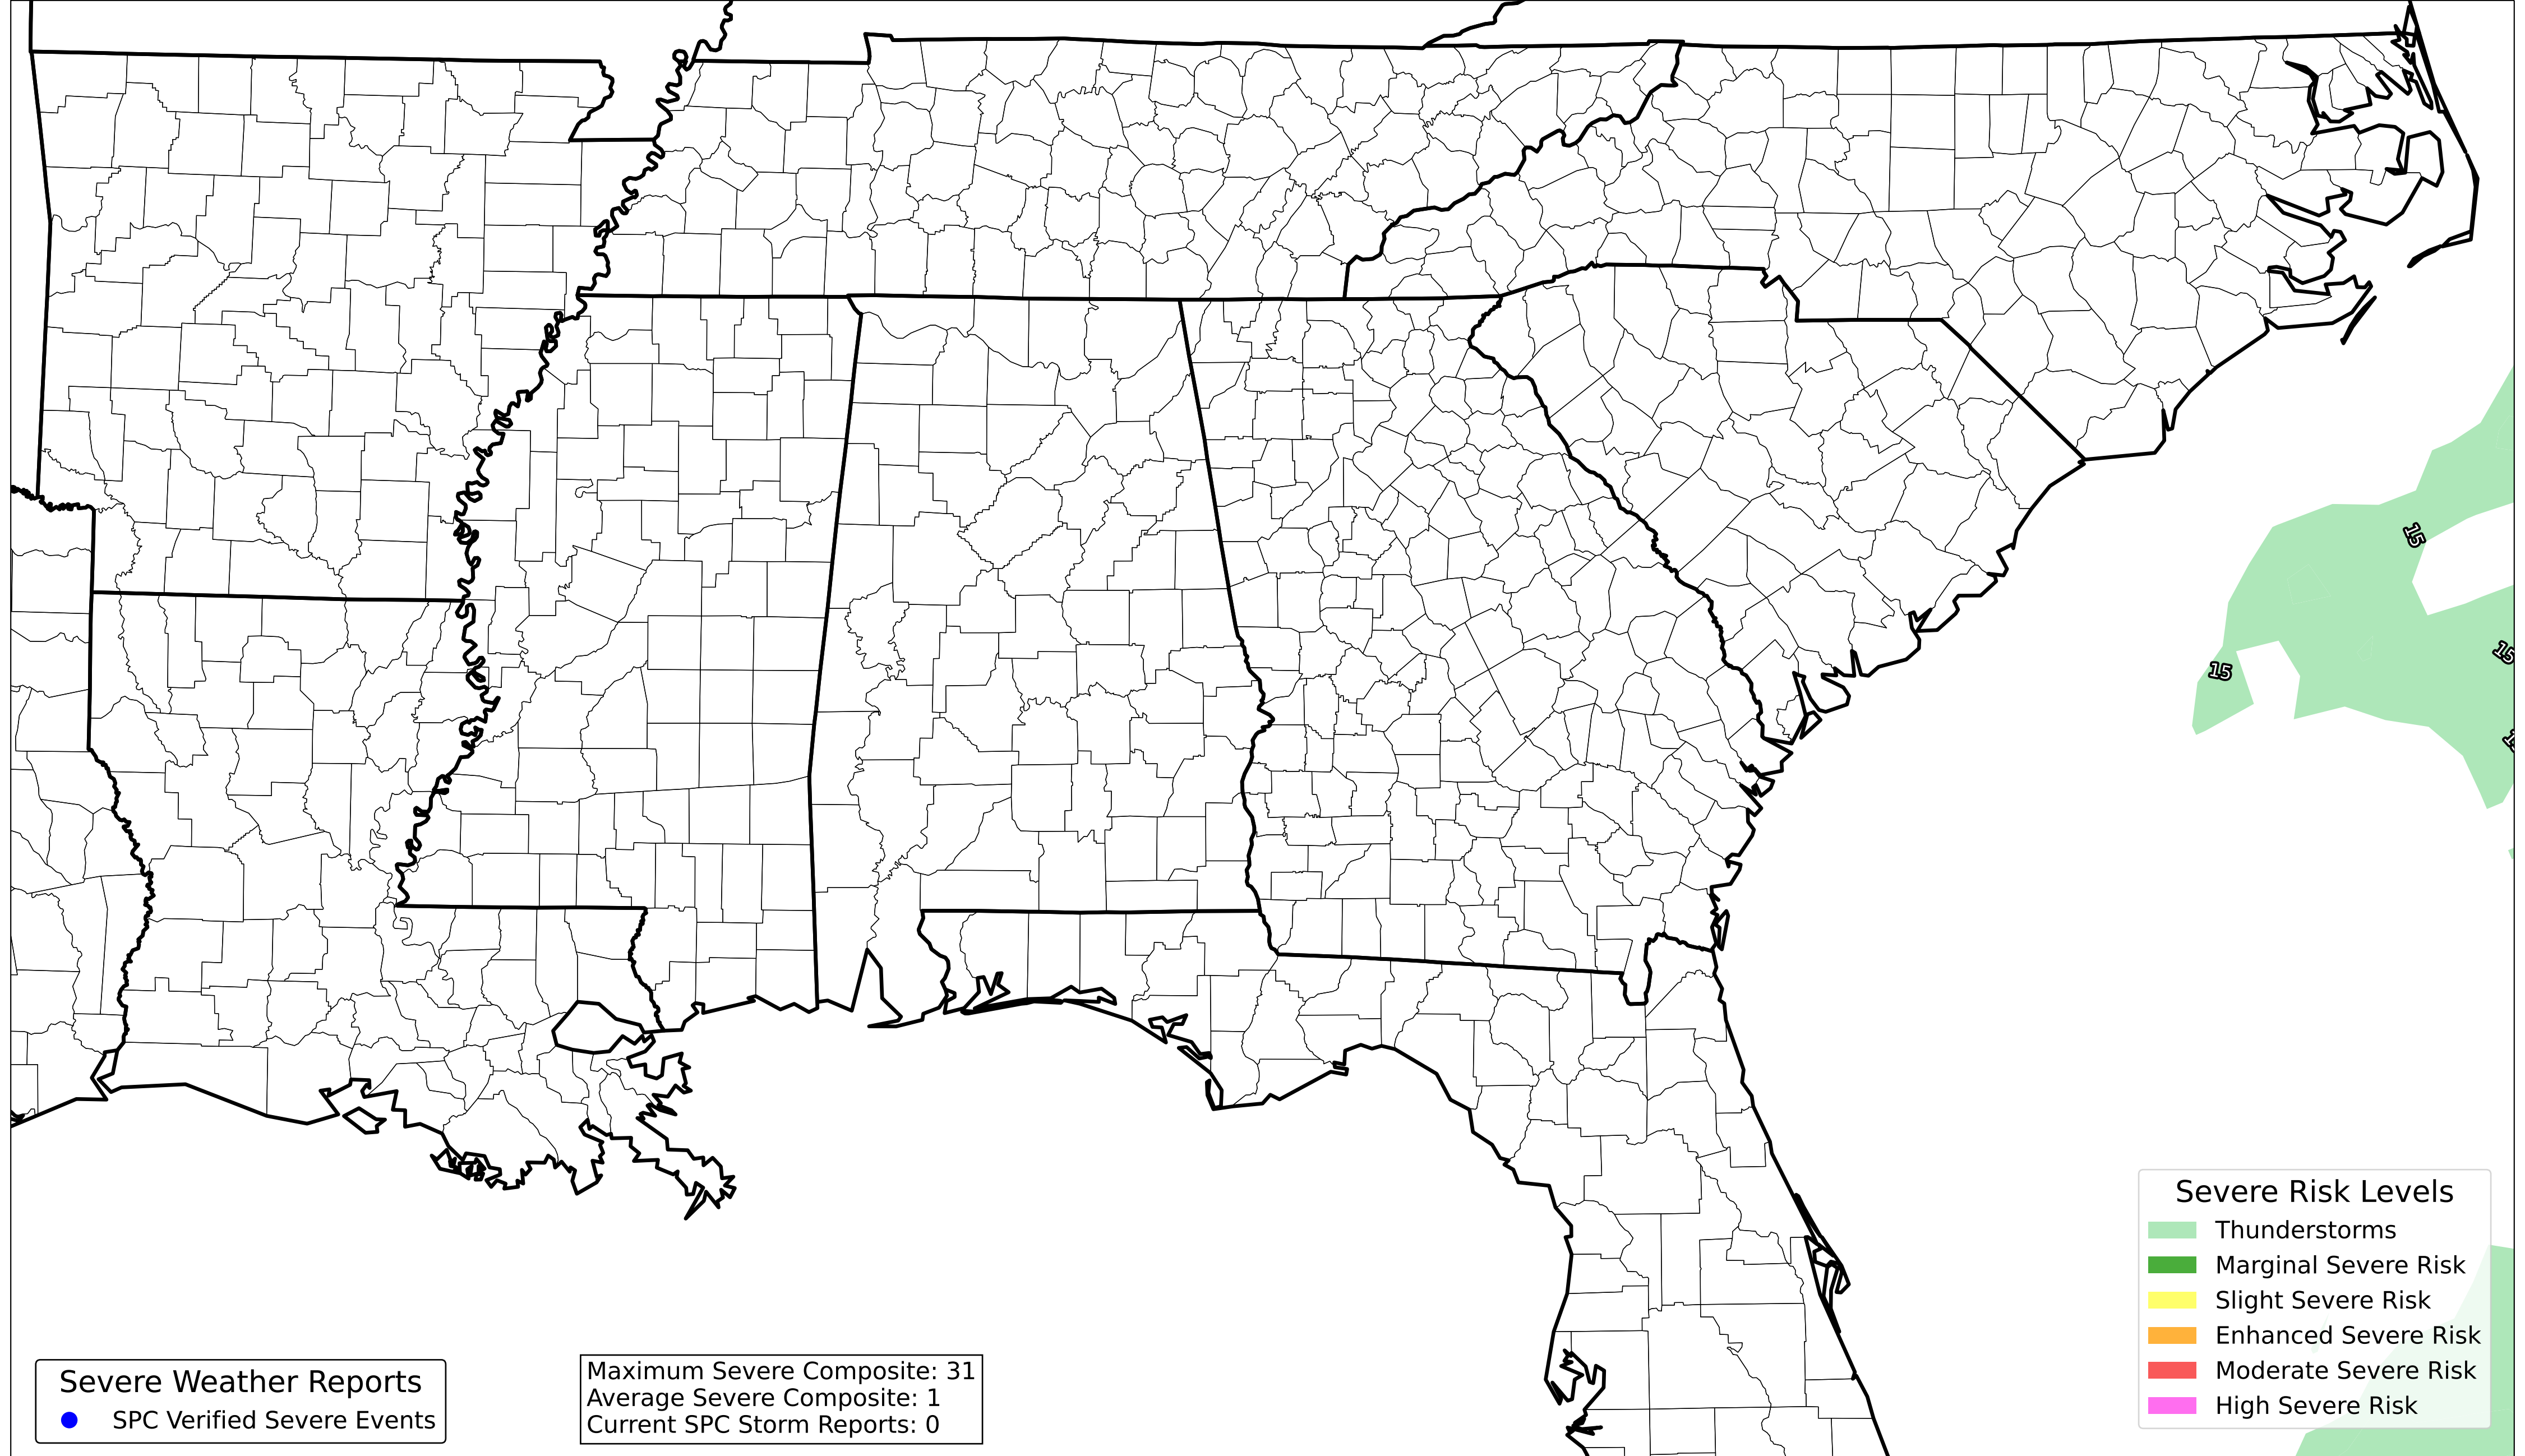 15
15
15
Severe Risk Levels
Thunderstorms
Marginal Severe Risk
Slight Severe Risk
Enhanced Severe Risk
Moderate Severe Risk
High Severe Risk
Severe Weather Reports
SPC Verified Severe Events
Maximum Severe Composite: 31
Average Severe Composite: 1
Current SPC Storm Reports: 0